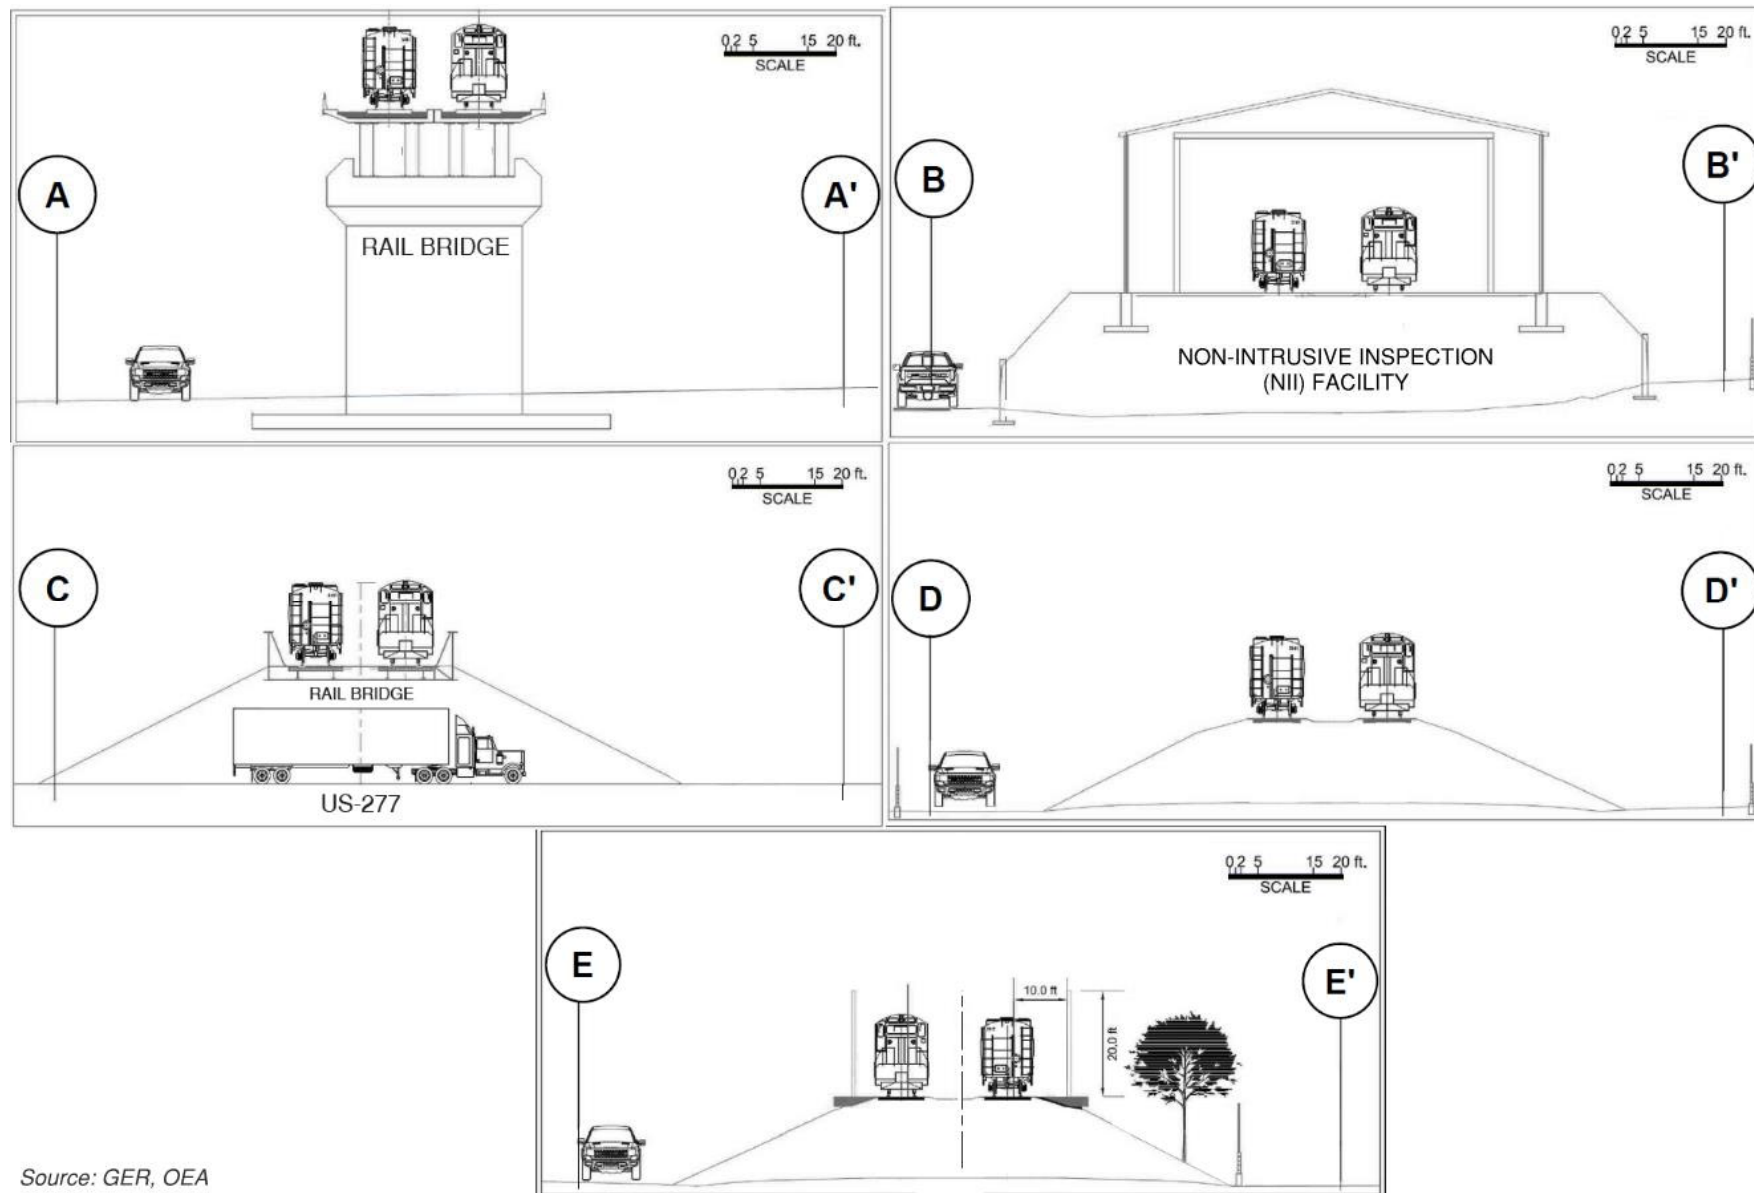 0 2 5 15 20 ft.
SCALE
A
A'
RAIL BRIDGE
0 2 5 15 20 ft.
SCALE
B
B'
NON-INTRUSIVE INSPECTION
(NII) FACILITY
0 2 5 15 20 ft.
SCALE
C
C'
RAIL BRIDGE
US-277
0 2 5 15 20 ft.
SCALE
D
D'
0 2 5 15 20 ft.
SCALE
E
E'
10.0 ft
20.0 ft
Source: GER, OEA